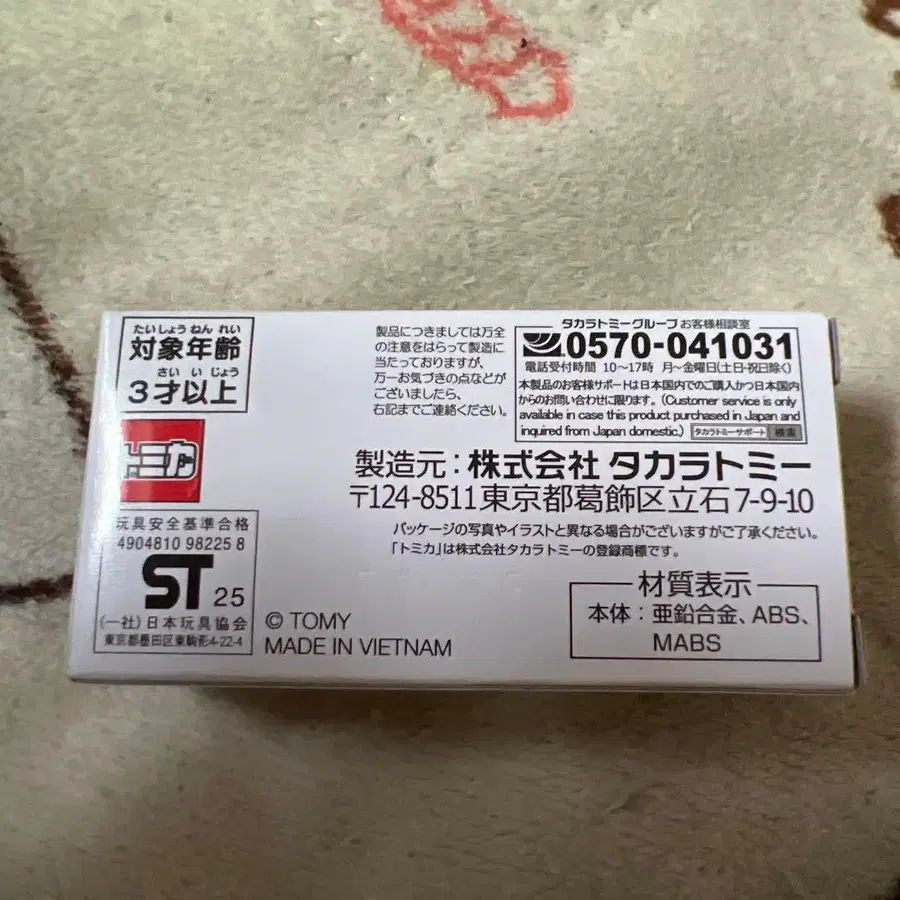 たいしょうねんれい
対象年齢
さいいじょう
3才以上
トミカ
玩具安全基準合格
4904810 98225 8
ST 25
(一社)日本玩具協会
東京都墨田区東駒形4-22-4
© TOMY
MADE IN VIETNAM
製品につきましては万全
の注意をはらって製造に
当たっておりますが、
万一お気づきの点などが
ございましたら、
右記までご連絡ください。
タカラトミーグループ お客様相談室
0570-041031
電話受付時間 10〜17時 月〜金曜日(土日・祝日除く)
本製品のお客様サポートは日本国内でのご購入かつ日本国内
からのお問い合わせに限ります。(Customer service is only
available in case this product purchased in Japan and
inquired from Japan domestic.) タカラトミーサポート 検索
製造元:株式会社 タカラトミー
〒124-8511東京都葛飾区立石7-9-10
パッケージの写真やイラストと異なる場合がございますがご了承ください。
「トミカ」は株式会社タカラトミーの登録商標です。
材質表示
本体:亜鉛合金、ABS、
MABS